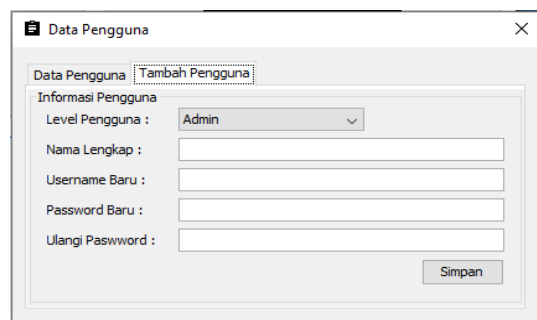 Data Pengguna
Data Pengguna Tambah Pengguna
Informasi Pengguna
Level Pengguna : Admin
Nama Lengkap :
Username Baru :
Password Baru :
Ulangi Paswword :
Simpan